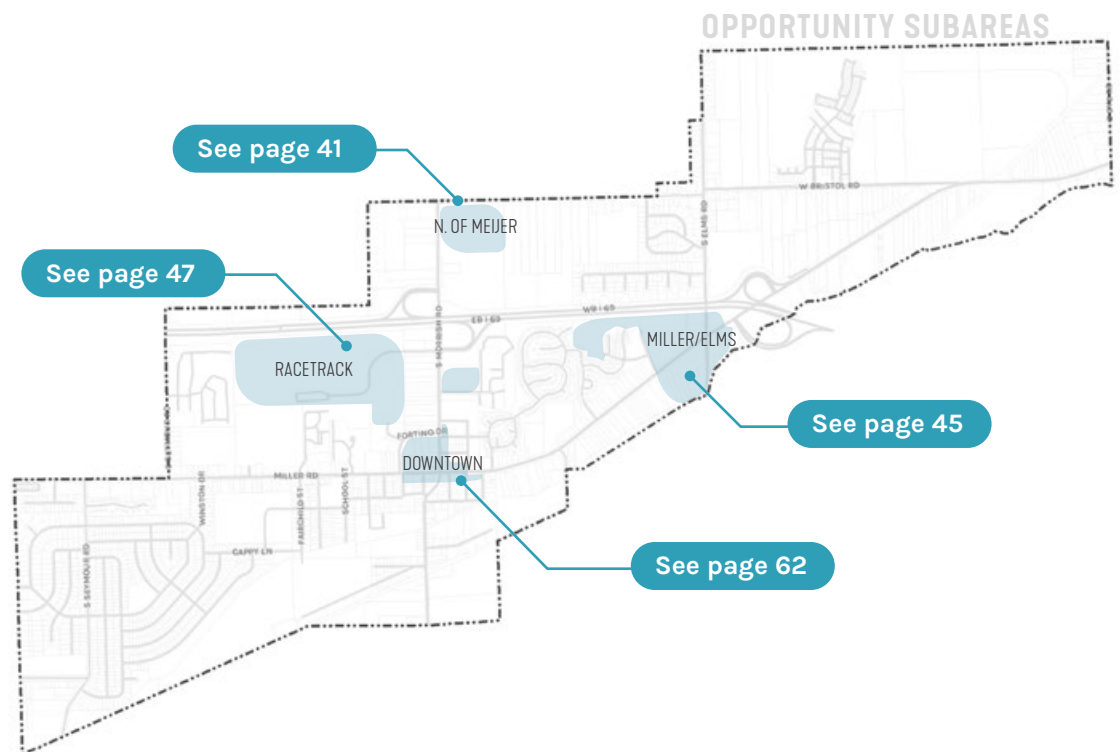 OPPORTUNITY SUBAREAS
See page 41
W BRISTOL RD
N. OF MEIJER
S ELMS RD
See page 47
WB I 69
EB I 69
S MORRISH RD
MILLER/ELMS
RACETRACK
See page 45
FORTINO DR
DOWNTOWN
MILLER RD
WINSTON DR
FAIRCHILD ST
SCHOOL ST
CAPPY LN
See page 62
S SEYMOUR RD